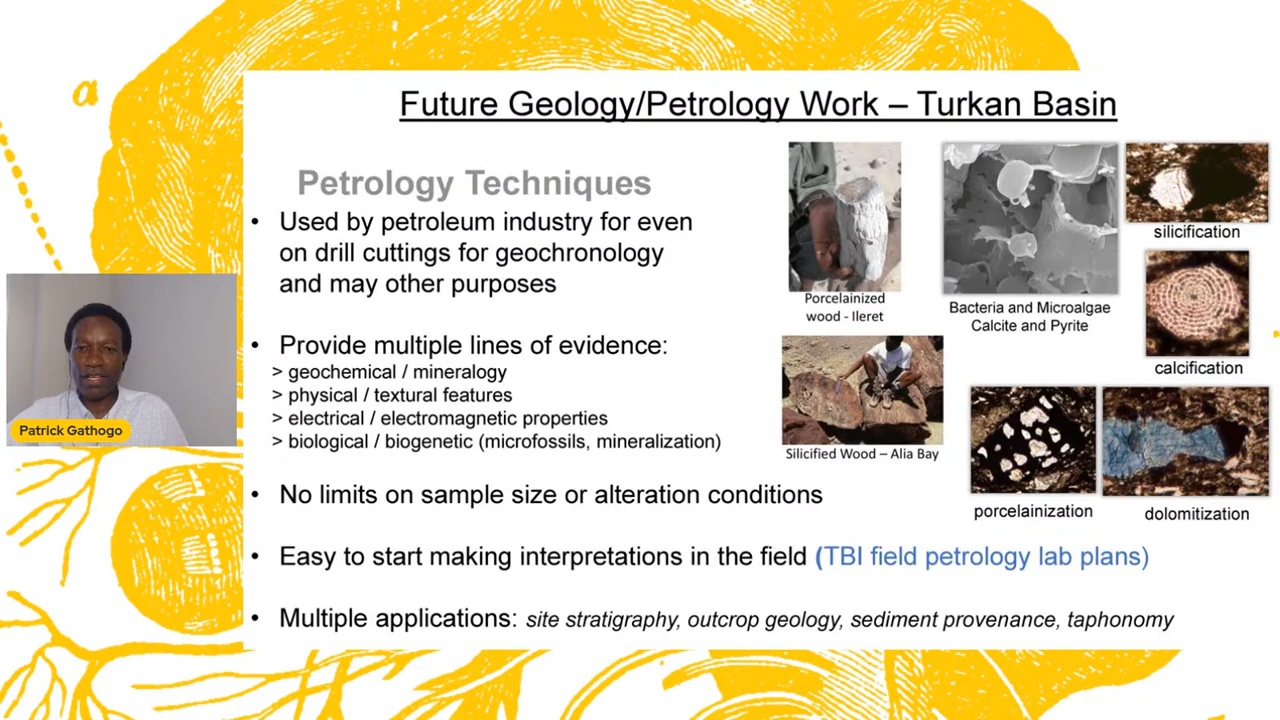 a
Future Geology/Petrology Work – Turkan Basin
Petrology Techniques
• Used by petroleum industry for even
on drill cuttings for geochronology
and may other purposes
• Provide multiple lines of evidence:
> geochemical / mineralogy
> physical / textural features
> electrical / electromagnetic properties
> biological / biogenetic (microfossils, mineralization)
• No limits on sample size or alteration conditions
• Easy to start making interpretations in the field (TBI field petrology lab plans)
• Multiple applications: site stratigraphy, outcrop geology, sediment provenance, taphonomy
Porcelainized
wood - Ileret
Bacteria and Microalgae
Calcite and Pyrite
silicification
calcification
Silicified Wood – Alia Bay
porcelainization
dolomitization
Patrick Gathogo